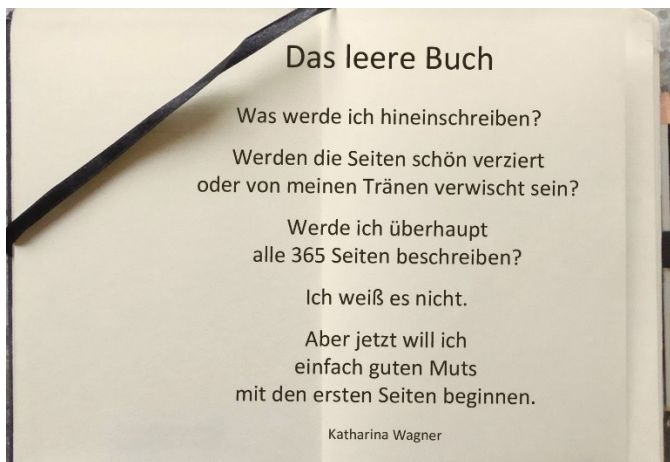 Das leere Buch
Was werde ich hineinschreiben?
Werden die Seiten schön verziert
oder von meinen Tränen verwischt sein?
Werde ich überhaupt
alle 365 Seiten beschreiben?
Ich weiß es nicht.
Aber jetzt will ich
einfach guten Muts
mit den ersten Seiten beginnen.
Katharina Wagner